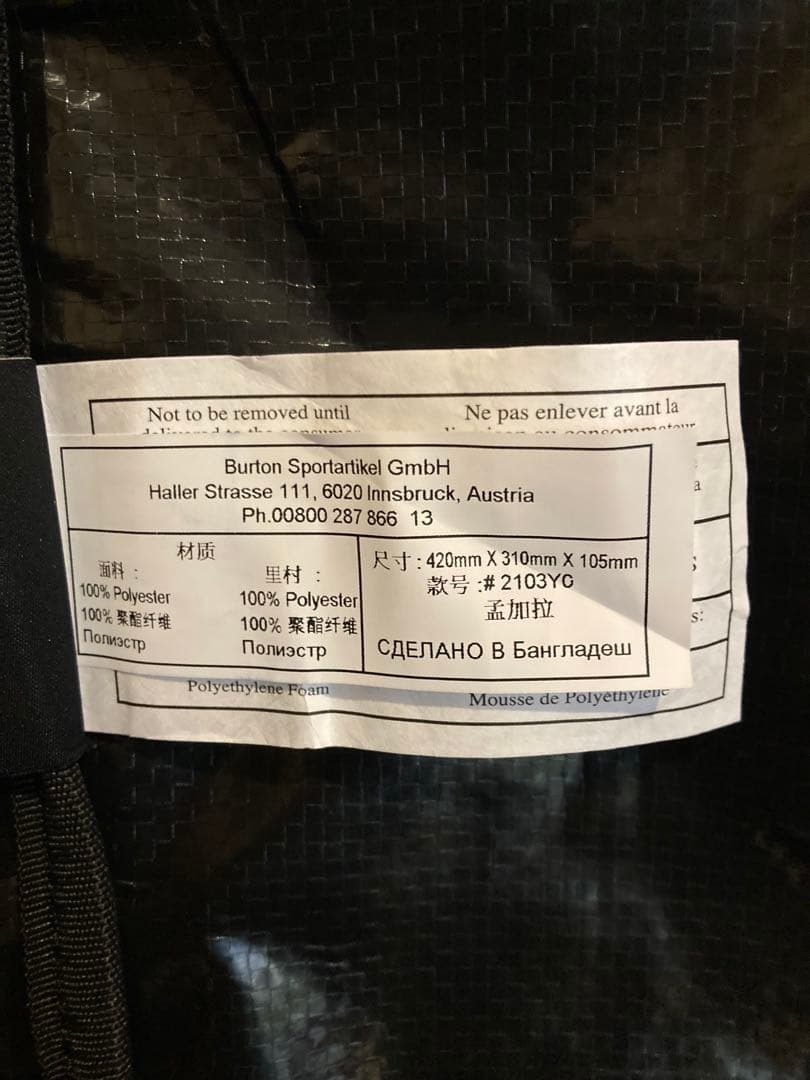 Not to be removed until
Ne pas enlever avant la
Burton Sportartikel GmbH
Haller Strasse 111, 6020 Innsbruck, Austria
Ph.00800 287 866 13
材质
面料 :
里村 :
100% Polyester
100% Polyester
100% 聚酯纤维
100% 聚酯纤维
Полиэстр
Полиэстр
尺寸 : 420mm X 310mm X 105mm
款号 :# 2103YG
孟加拉
СДЕЛАНО В Бангладеш
a
s:
Polyethylene Foam
Mousse de Polyéthylène